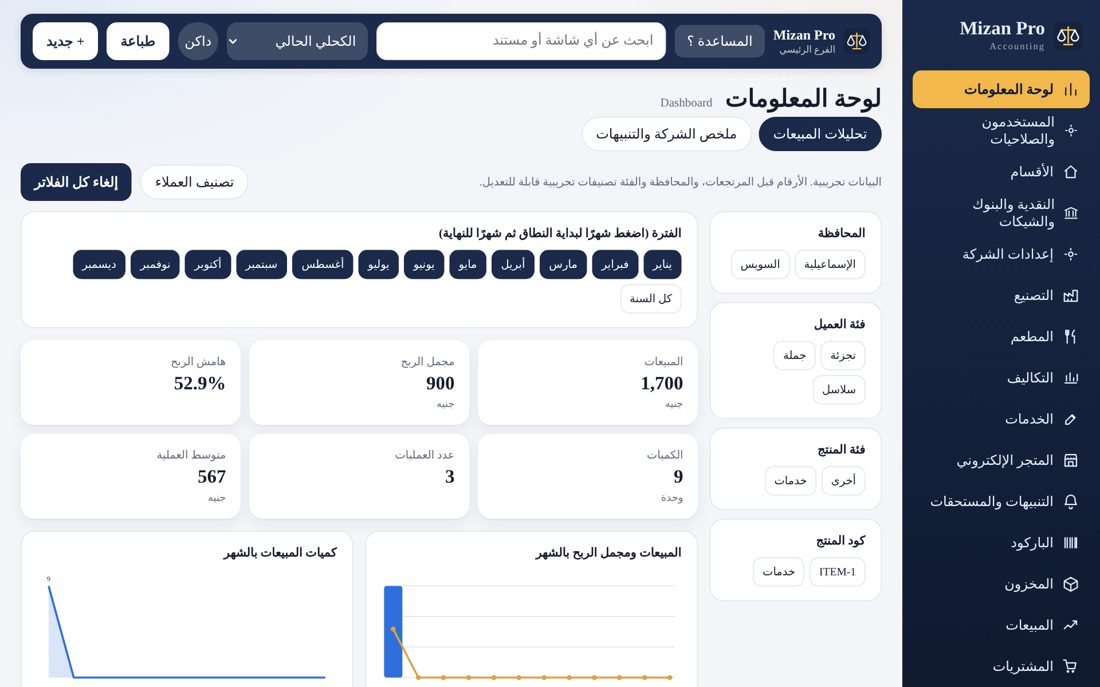 Mizan Pro
Accounting
لوحة المعلومات
المستخدمون والصلاحيات
الأقسام
النقدية والبنوك والشيكات
إعدادات الشركة
التصنيع
المطعم
التكاليف
الخدمات
المتجر الإلكتروني
التنبيهات والمستحقات
الباركود
المخزون
المبيعات
المشتريات
Mizan Pro
الفرع الرئيسي
المساعدة ؟
ابحث عن أي شاشة أو مستند
الكحلي الحالي
داكن
طباعة
+ جديد
لوحة المعلومات Dashboard
تحليلات المبيعات
ملخص الشركة والتنبيهات
البيانات تجريبية. الأرقام قبل المرتجعات، والمحافظة والفئة تصنيفات تجريبية قابلة للتعديل.
تصنيف العملاء
إلغاء كل الفلاتر
المحافظة
الإسماعيلية السويس
فئة العميل
تجزئة جملة
سلاسل
فئة المنتج
أخرى خدمات
كود المنتج
ITEM-1 خدمات
الفترة (اضغط شهرًا لبداية النطاق ثم شهرًا للنهاية)
يناير فبراير مارس أبريل مايو يونيو يوليو أغسطس سبتمبر أكتوبر نوفمبر ديسمبر
كل السنة
المبيعات
1,700
جنيه
مجمل الربح
900
جنيه
هامش الربح
52.9%
الكميات
9
وحدة
عدد العمليات
3
متوسط العملية
567
جنيه
المبيعات ومجمل الربح بالشهر
كميات المبيعات بالشهر
9